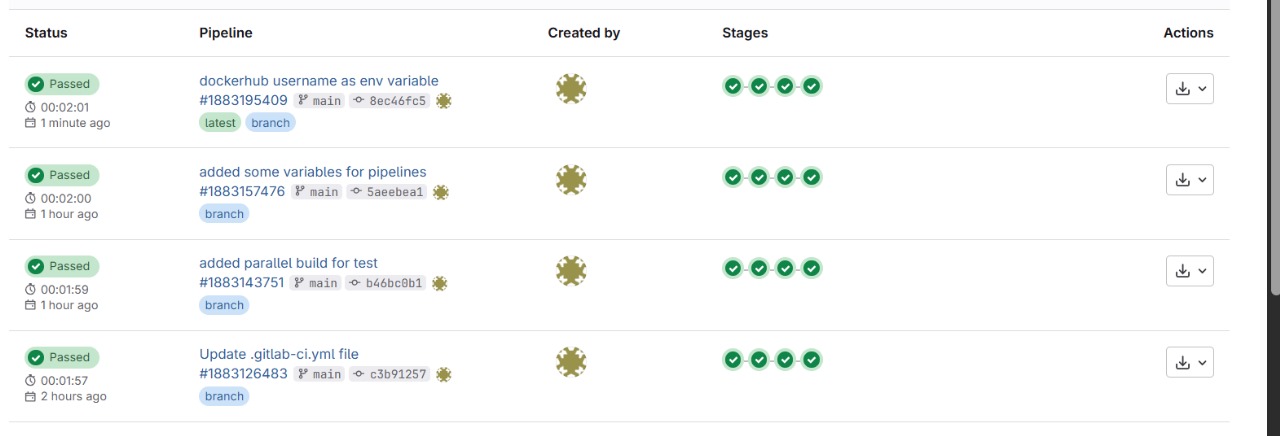 Status Pipeline Created by Stages Actions
Passed dockerhub username as env variable
00:02:01 #1883195409 main 8ec46fc5
1 minute ago latest branch
Passed added some variables for pipelines
00:02:00 #1883157476 main 5aeebea1
1 hour ago branch
Passed added parallel build for test
00:01:59 #1883143751 main b46bc0b1
1 hour ago branch
Passed Update .gitlab-ci.yml file
00:01:57 #1883126483 main c3b91257
2 hours ago branch